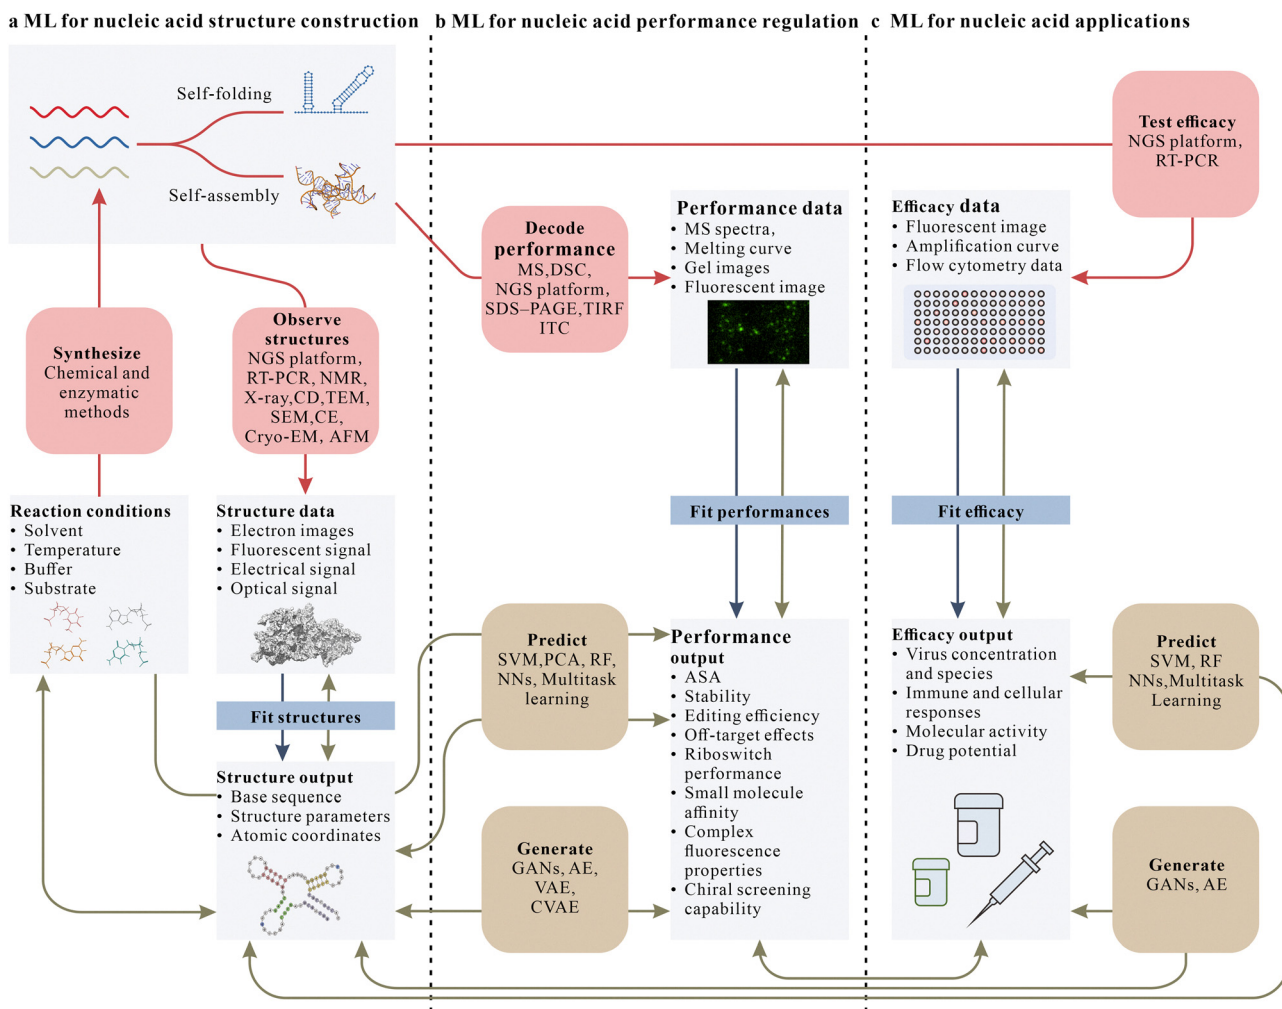 a ML for nucleic acid structure construction
Self-folding
Self-assembly
Synthesize
Chemical and
enzymatic
methods
Observe
structures
NGS platform,
RT-PCR, NMR,
X-ray,CD,TEM,
SEM,CE,
Cryo-EM, AFM
Reaction conditions
• Solvent
• Temperature
• Buffer
• Substrate
Structure data
• Electron images
• Fluorescent signal
• Electrical signal
• Optical signal
Fit structures
Structure output
• Base sequence
• Structure parameters
• Atomic coordinates
b ML for nucleic acid performance regulation
Decode
performance
MS,DSC,
NGS platform,
SDS–PAGE,TIRF
ITC
Performance data
• MS spectra,
• Melting curve
• Gel images
• Fluorescent image
Fit performances
Predict
SVM,PCA, RF,
NNs, Multitask
learning
Generate
GANs, AE,
VAE,
CVAE
Performance
output
• ASA
• Stability
• Editing efficiency
• Off-target effects
• Riboswitch
performance
• Small molecule
affinity
• Complex
fluorescence
properties
• Chiral screening
capability
c ML for nucleic acid applications
Test efficacy
NGS platform,
RT-PCR
Efficacy data
• Fluorescent image
• Amplification curve
• Flow cytometry data
Fit efficacy
Efficacy output
• Virus concentration
and species
• Immune and cellular
responses
• Molecular activity
• Drug potential
Predict
SVM, RF
NNs,Multitask
Learning
Generate
GANs, AE